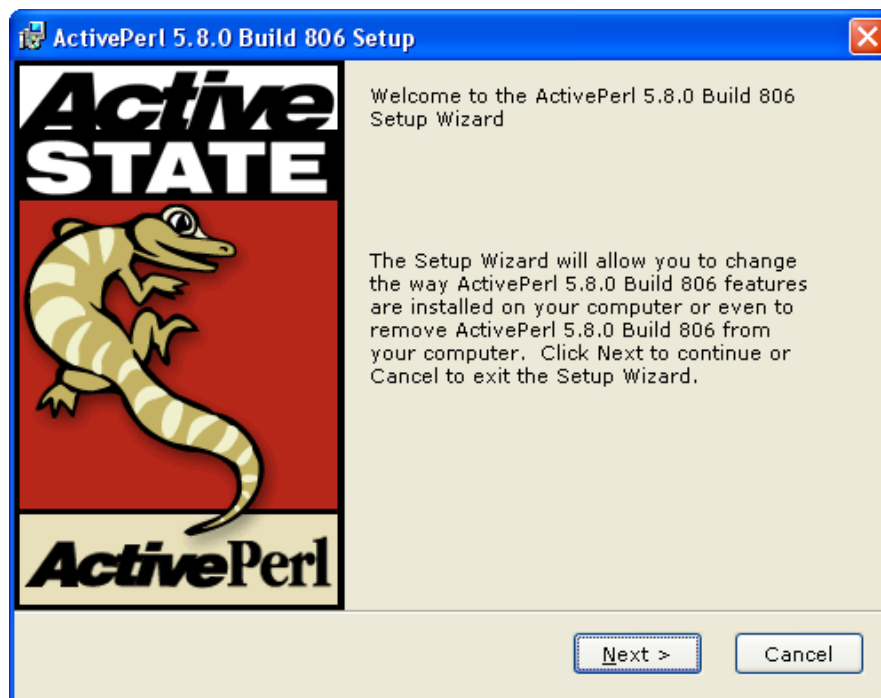 ActivePerl 5.8.0 Build 806 Setup
Active
STATE
ActivePerl
Welcome to the ActivePerl 5.8.0 Build 806
Setup Wizard
The Setup Wizard will allow you to change
the way ActivePerl 5.8.0 Build 806 features
are installed on your computer or even to
remove ActivePerl 5.8.0 Build 806 from
your computer.  Click Next to continue or
Cancel to exit the Setup Wizard.
Next >
Cancel